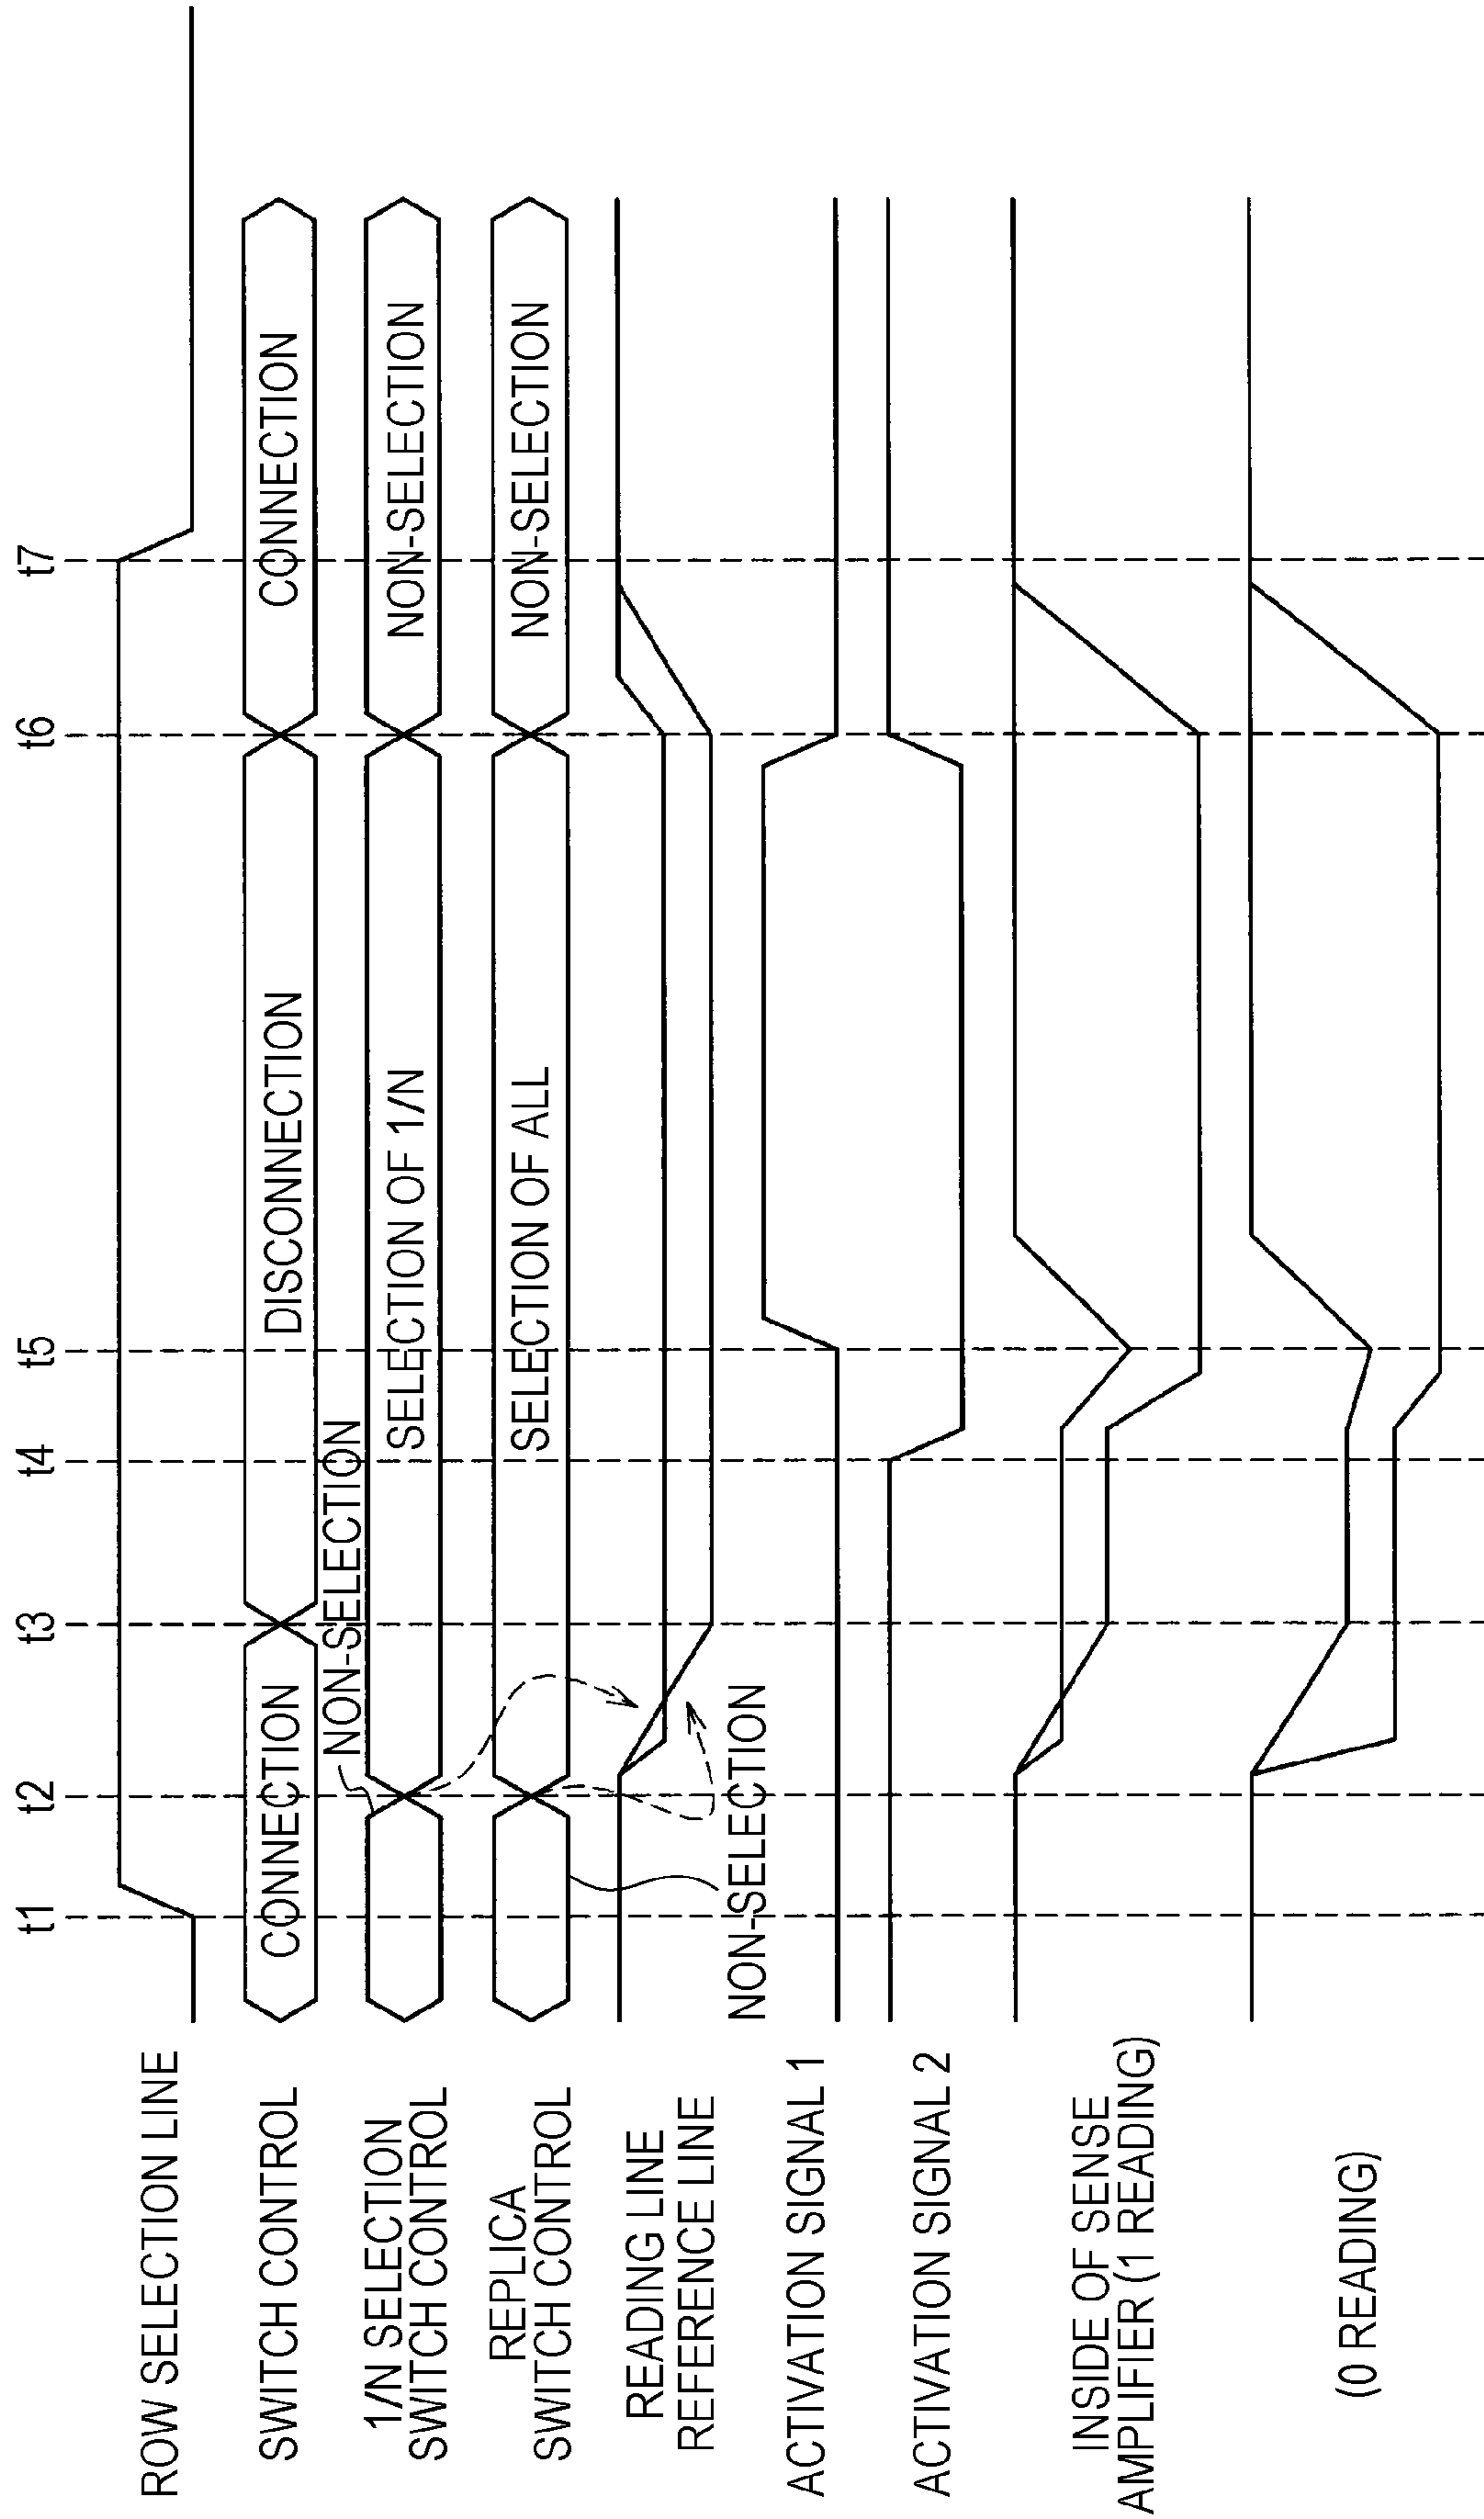 t1
t2
t3
t4
t5
t6
t7
ROW SELECTION LINE
SWITCH CONTROL
CONNECTION
DISCONNECTION
CONNECTION
NON-SELECTION
1/N SELECTION
SWITCH CONTROL
SELECTION OF 1/N
NON-SELECTION
REPLICA
SWITCH CONTROL
SELECTION OF ALL
NON-SELECTION
READING LINE
REFERENCE LINE
NON-SELECTION
ACTIVATION SIGNAL 1
ACTIVATION SIGNAL 2
INSIDE OF SENSE
AMPLIFIER (1 READING)
(0 READING)